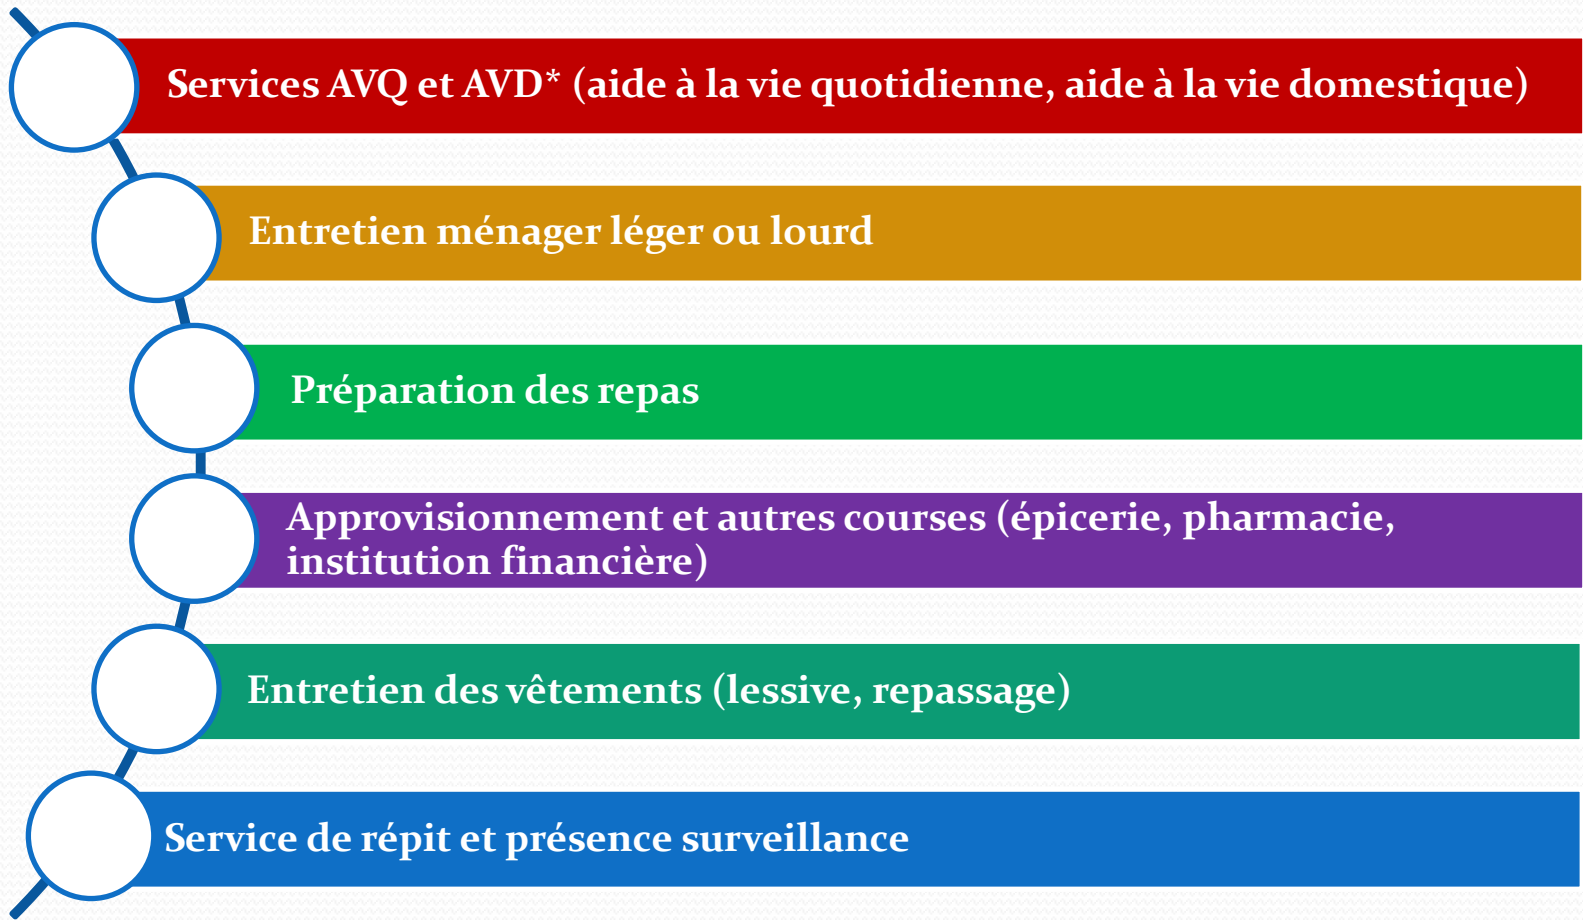 Services AVQ et AVD* (aide à la vie quotidienne, aide à la vie domestique)
Entretien ménager léger ou lourd
Préparation des repas
Approvisionnement et autres courses (épicerie, pharmacie,
institution financière)
Entretien des vêtements (lessive, repassage)
Service de répit et présence surveillance